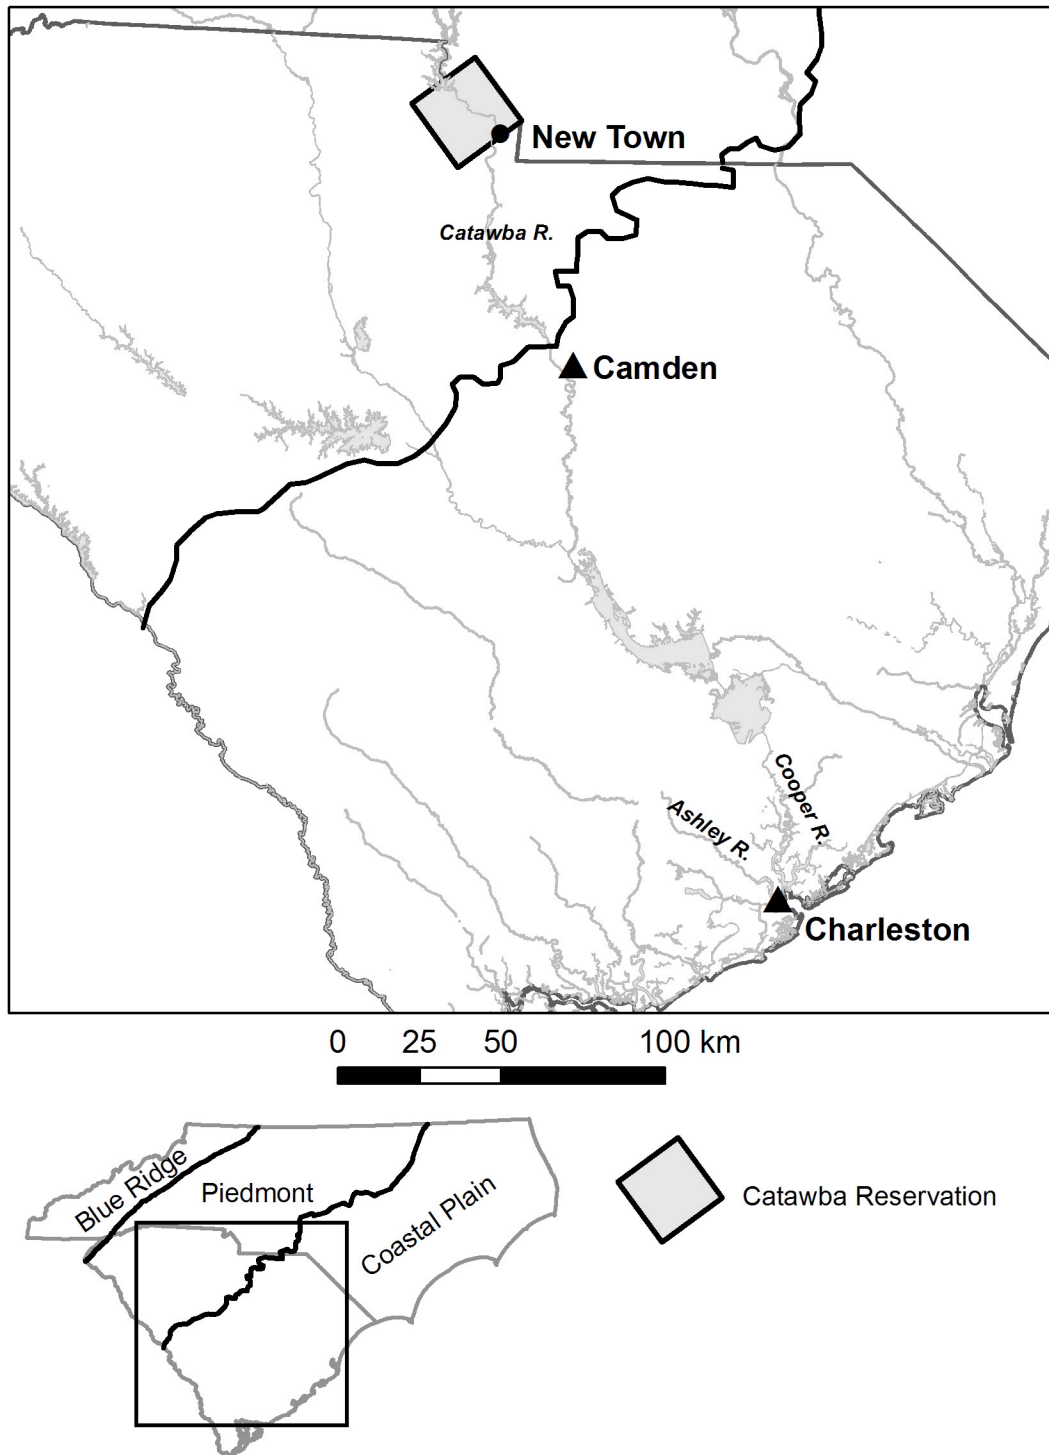 New Town
Catawba R.
Camden
Cooper R.
Ashley R.
Charleston
0 25 50 100 km
Blue Ridge
Piedmont
Coastal Plain
Catawba Reservation